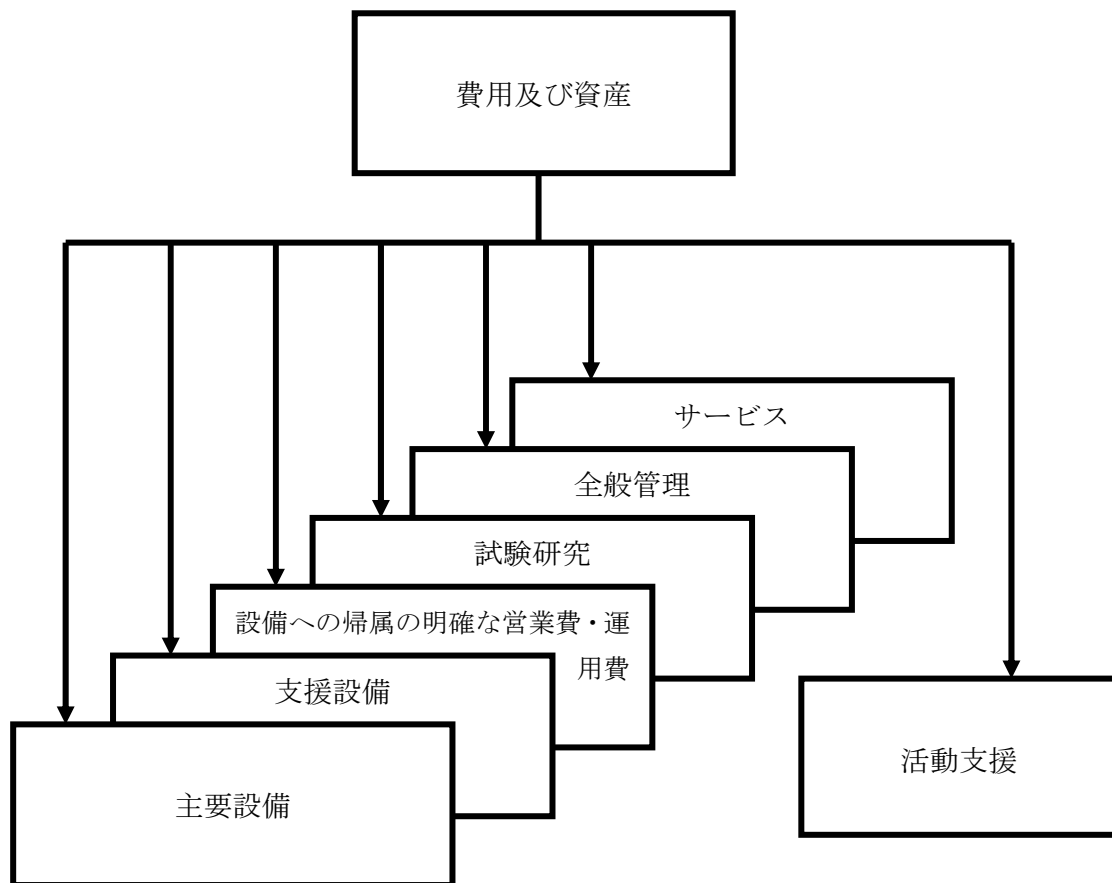 費用及び資産
サービス
全般管理
試験研究
設備への帰属の明確な営業費・運
用費
支援設備
主要設備
活動支援